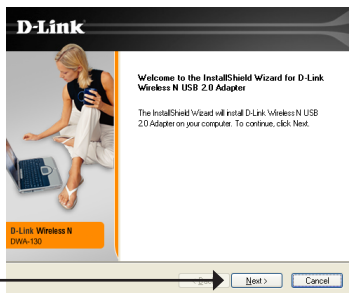 D-Link
Welcome to the InstallShield Wizard for D-Link
Wireless N USB 2.0 Adapter
The InstallShield Wizard will install D-Link Wireless N USB
2.0 Adapter on your computer. To continue, click Next.
D-Link Wireless N
DWA-130
Next >
Cancel